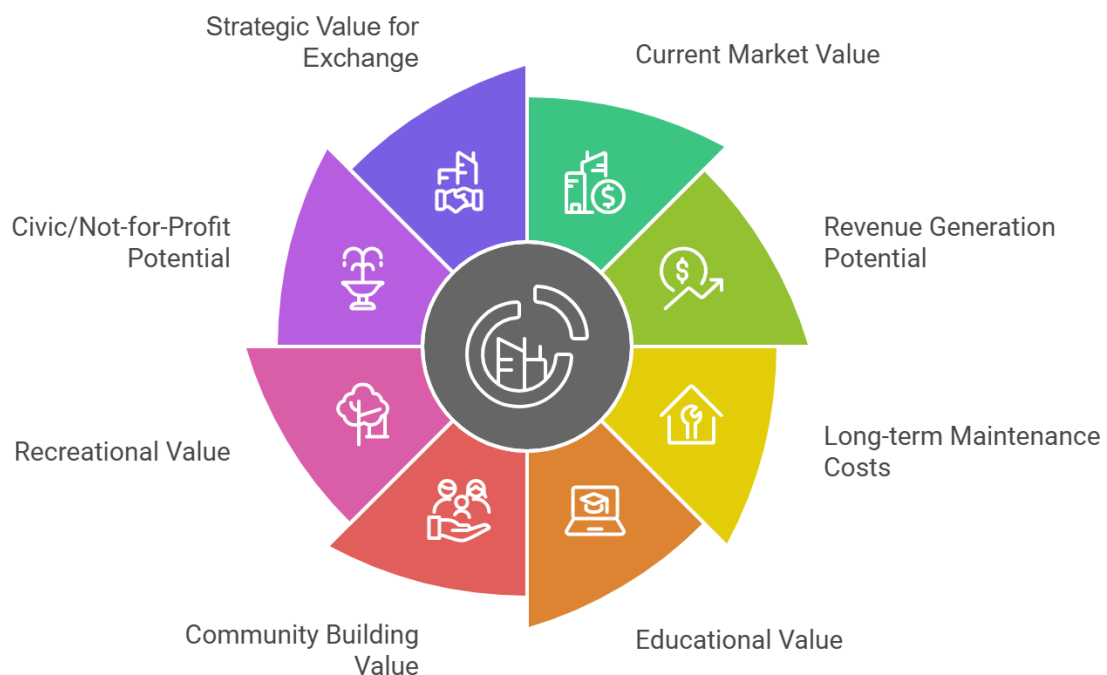 Strategic Value for
Exchange
Current Market Value
Civic/Not-for-Profit
Potential
Revenue Generation
Potential
Recreational Value
Long-term Maintenance
Costs
Community Building
Value
Educational Value